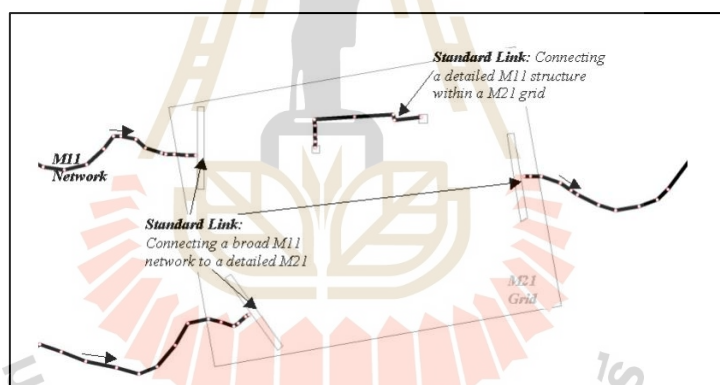 Standard Link: Connecting
a detailed M11 structure
within a M21 grid
M11
Network
Standard Link:
Connecting a broad M11
network to a detailed M21
M21
Grid